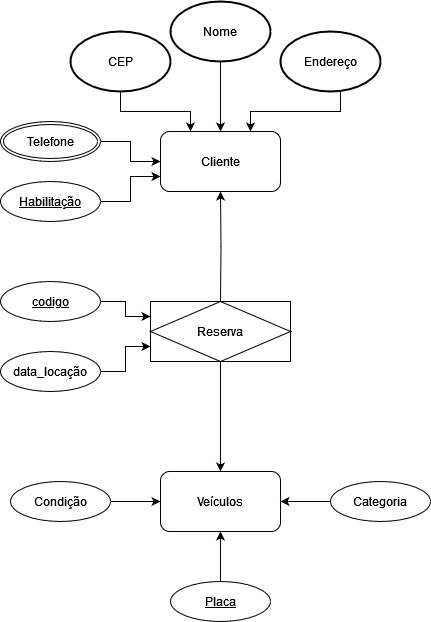 Nome
CEP
Endereço
Telefone
Cliente
Habilitação
codigo
Reserva
data_locação
Condição
Veículos
Categoria
Placa